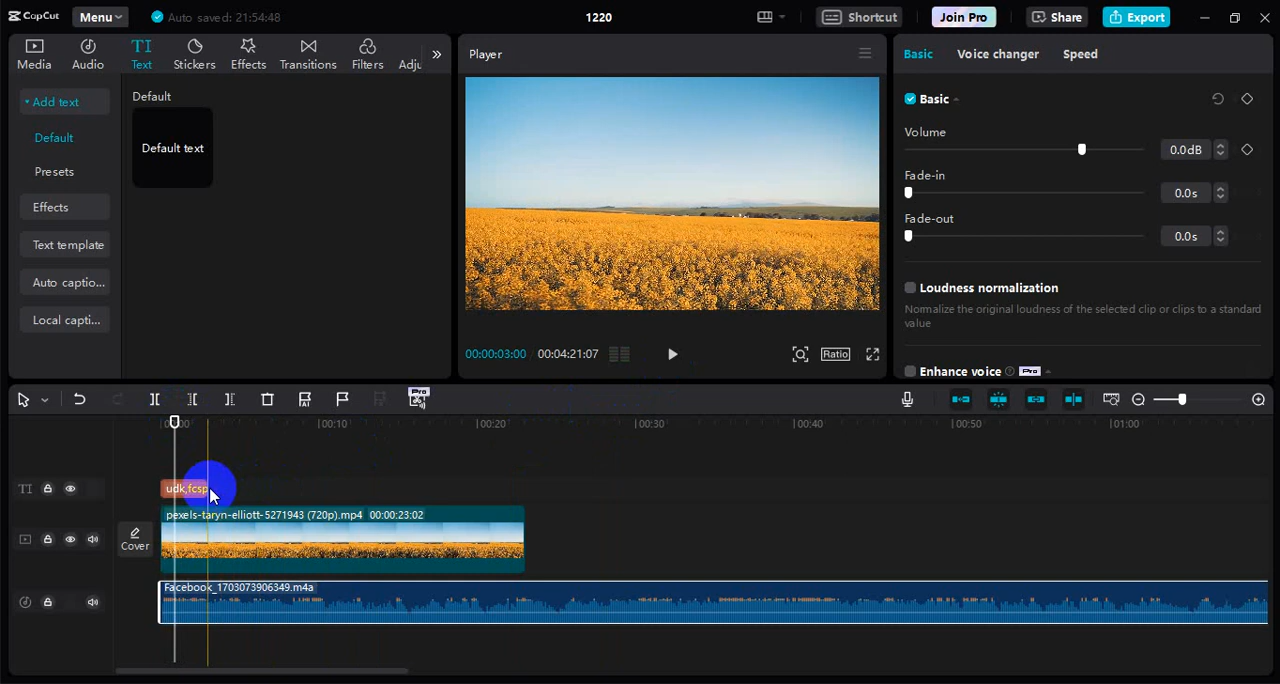 CapCut
Menu
Auto saved: 21:54:48
1220
Shortcut
Join Pro
Share
Export
Media
Audio
TI
Text
Stickers
Effects
Transitions
Filters
Adju
Player
Basic
Voice changer
Speed
Add text
Default
Presets
Effects
Text template
Auto captio...
Local capti...
Default
Default text
00:00:03:00
00:04:21:07
Ratio
Basic
Volume
0.0dB
Fade-in
0.0s
Fade-out
0.0s
Loudness normalization
Normalize the original loudness of the selected clip or clips to a standard
value
Enhance voice
Pro
Pro
AI
00:10
00:20
00:30
00:40
00:50
01:00
TI
udk,fcsp
Cover
pexels-taryn-elliott-5271943 (720p).mp4 00:00:23:02
Facebook_1703073906349.m4a